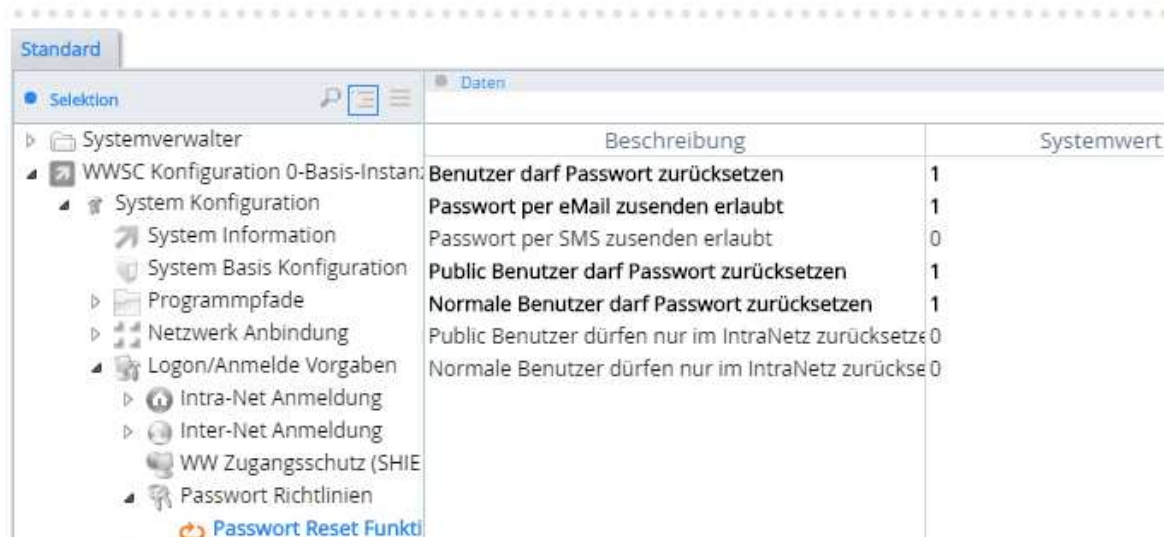 Standard
Selektion
Daten
Beschreibung Systemwert
Systemverwalter
WWSC Konfiguration 0-Basis-Instan
System Konfiguration
System Information
System Basis Konfiguration
Programmpfade
Netzwerk Anbindung
Logon/Anmelde Vorgaben
Intra-Net Anmeldung
Inter-Net Anmeldung
WW Zugangsschutz (SHIE
Passwort Richtlinien
Passwort Reset Funkti
Benutzer darf Passwort zurücksetzen 1
Passwort per eMail zusenden erlaubt 1
Passwort per SMS zusenden erlaubt 0
Public Benutzer darf Passwort zurücksetzen 1
Normale Benutzer darf Passwort zurücksetzen 1
Public Benutzer dürfen nur im IntraNetz zurücksetze 0
Normale Benutzer dürfen nur im IntraNetz zurückse 0